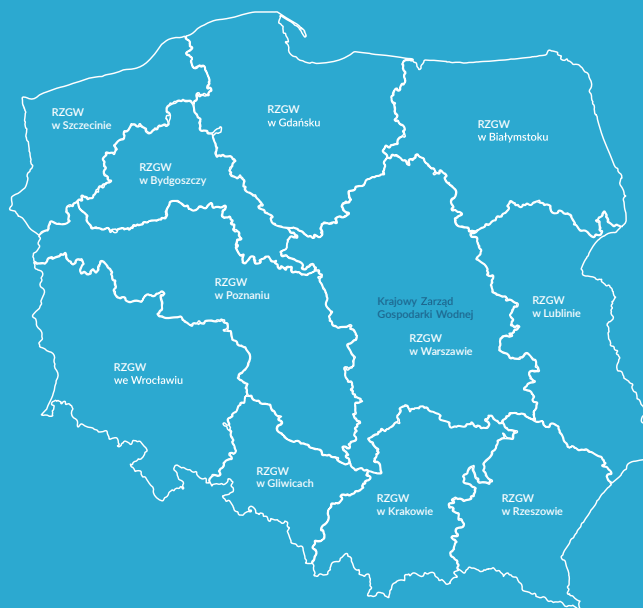 RZGW
w Szczecinie
RZGW
w Gdańsku
RZGW
w Białymstoku
RZGW
w Bydgoszczy
RZGW
w Poznaniu
Krajowy Zarząd
Gospodarki Wodnej
RZGW
w Warszawie
RZGW
w Lublinie
RZGW
we Wrocławiu
RZGW
w Gliwicach
RZGW
w Krakowie
RZGW
w Rzeszowie